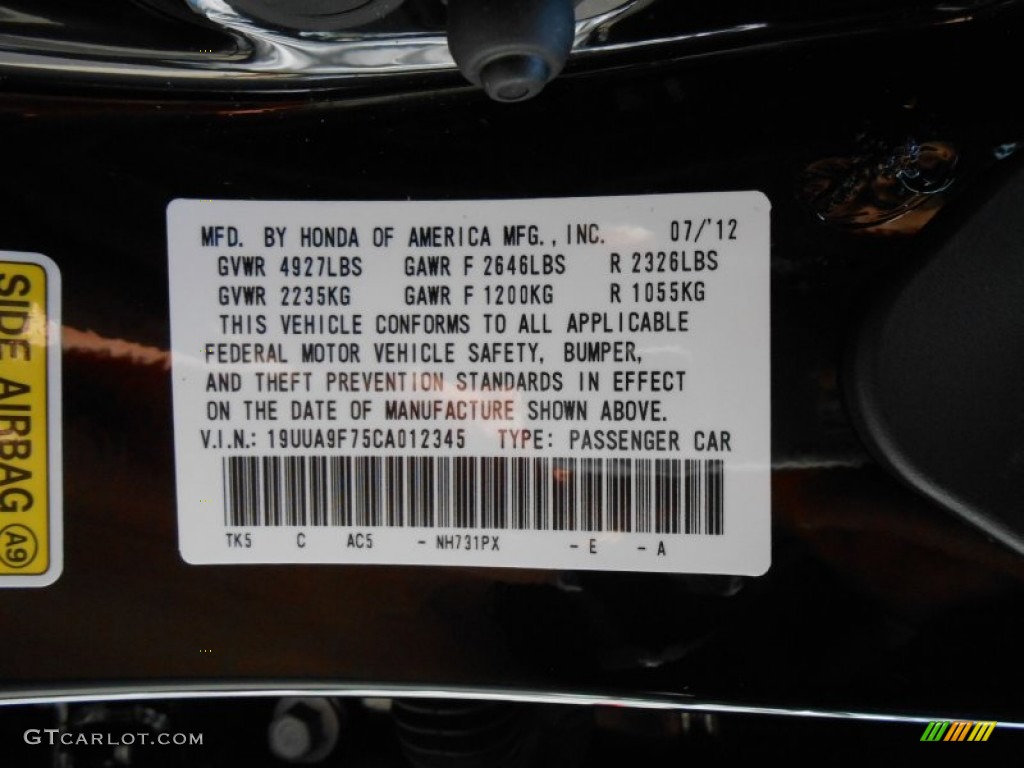 MFD. BY HONDA OF AMERICA MFG., INC. 07/'12
GVWR 4927LBS GAWR F 2646LBS R 2326LBS
GVWR 2235KG GAWR F 1200KG R 1055KG
THIS VEHICLE CONFORMS TO ALL APPLICABLE
FEDERAL MOTOR VEHICLE SAFETY, BUMPER,
AND THEFT PREVENTION STANDARDS IN EFFECT
ON THE DATE OF MANUFACTURE SHOWN ABOVE.
V.I.N.: 19UUA9F75CA012345 TYPE: PASSENGER CAR
TK5 C AC5 - NH731PX - E - A
SIDE AIRBAG A9
GTCARLOT.COM